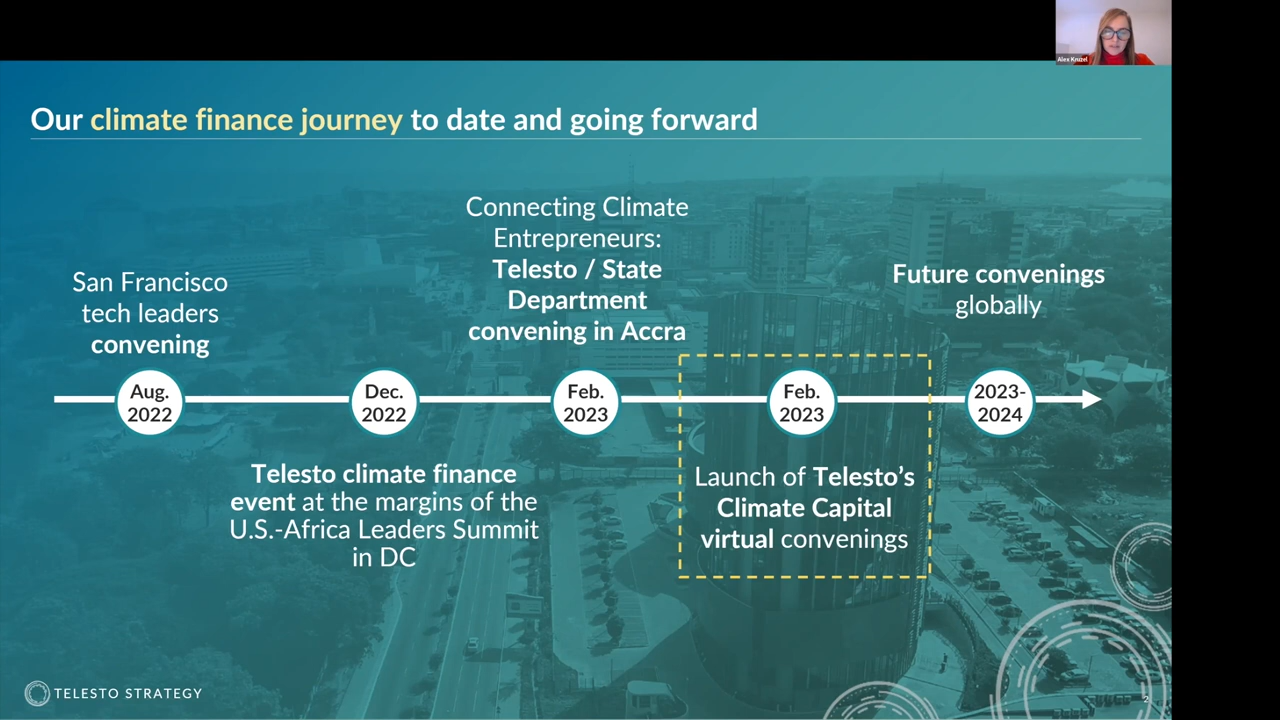 Alex Kruzel
Our climate finance journey to date and going forward
San Francisco
tech leaders
convening
Connecting Climate
Entrepreneurs:
Telesto / State
Department
convening in Accra
Future convenings
globally
Aug.
2022
Dec.
2022
Feb.
2023
Feb.
2023
2023-
2024
Telesto climate finance
event at the margins of the
U.S.-Africa Leaders Summit
in DC
Launch of Telesto’s
Climate Capital
virtual convenings
TELESTO STRATEGY
2